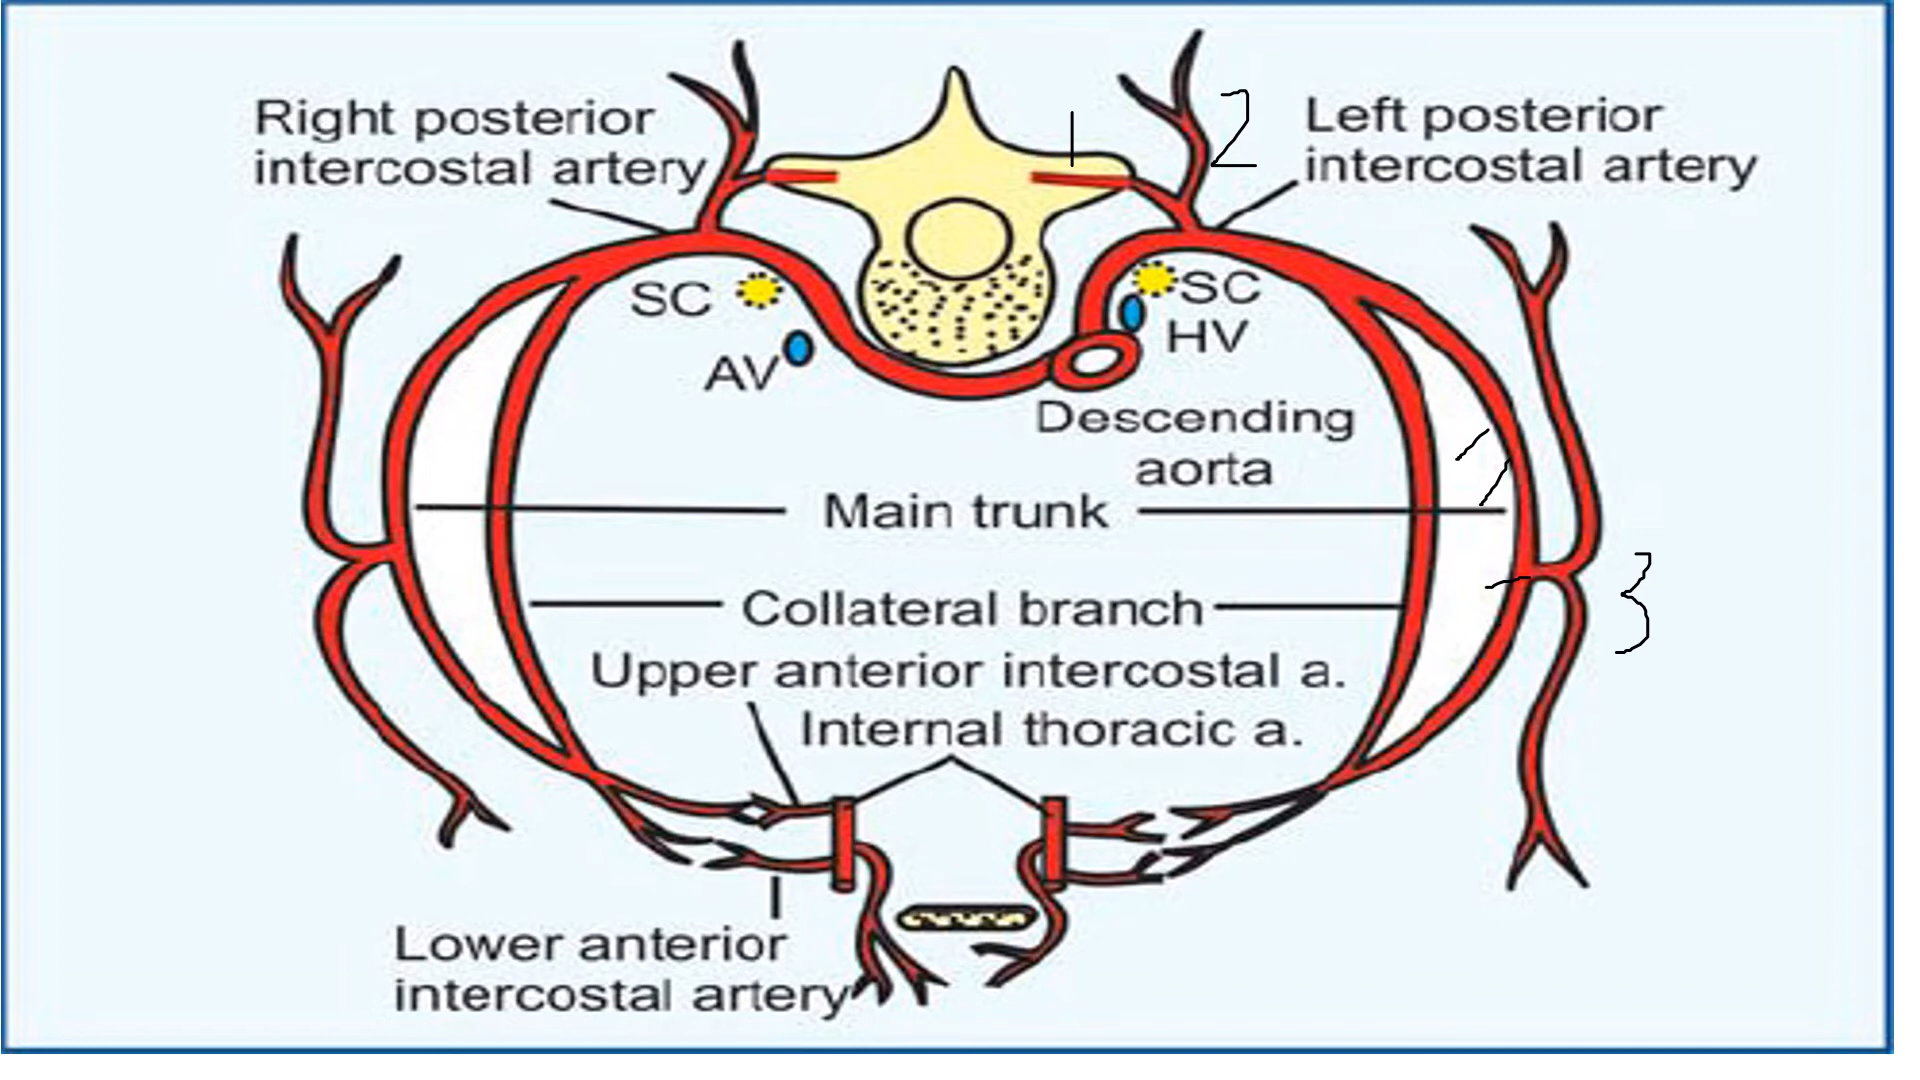 Right posterior
intercostal artery
1
2
Left posterior
intercostal artery
SC
AV
SC
HV
Descending
aorta
Main trunk
Collateral branch
3
Upper anterior intercostal a.
Internal thoracic a.
Lower anterior
intercostal artery